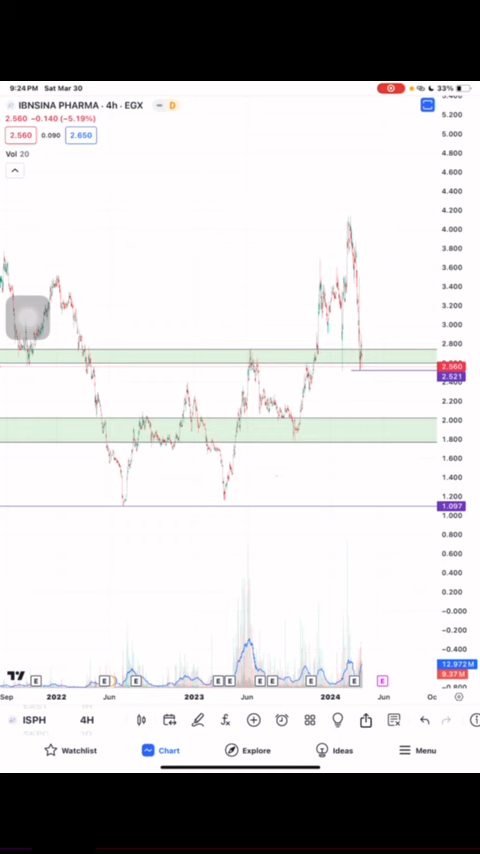 9:24 PM Sat Mar 30 33%
IBNSINA PHARMA · 4h · EGX D
2.560 −0.140 (−5.19%)
2.560 0.090 2.650
Vol 20
5.200
5.000
4.800
4.600
4.400
4.200
4.000
3.800
3.600
3.400
3.200
3.000
2.800
2.560
2.521
2.400
2.200
2.000
1.800
1.600
1.400
1.200
1.097
1.000
0.800
0.600
0.400
0.200
−0.000
−0.200
−0.400
12.972M
9.37M
−0.800
E E E E E E E E E E
Sep 2022 Jun 2023 Jun 2024 Jun Oc
ISPH 4H
Watchlist Chart Explore Ideas Menu